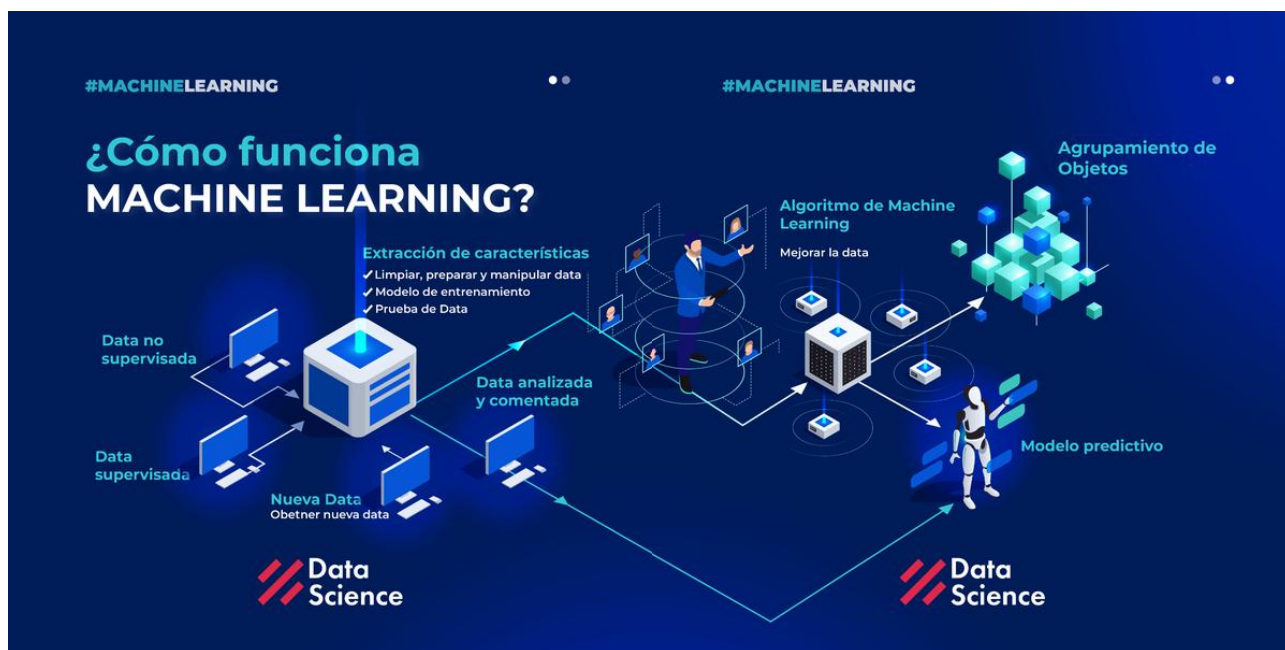 #MACHINELEARNING
¿Cómo funciona
MACHINE LEARNING?
Extracción de características
✓ Limpiar, preparar y manipular data
✓ Modelo de entrenamiento
✓ Prueba de Data
Data no
supervisada
Data analizada
y comentada
Data
supervisada
Nueva Data
Obetner nueva data
Data
Science
#MACHINELEARNING
Agrupamiento de
Objetos
Algoritmo de Machine
Learning
Mejorar la data
Modelo predictivo
Data
Science